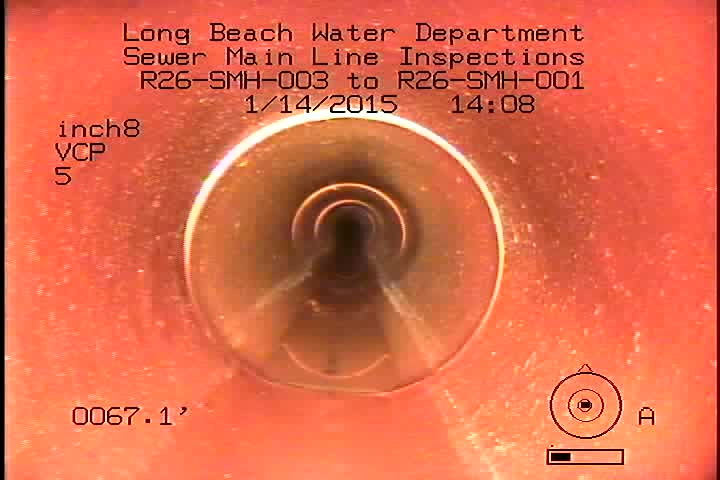 Long Beach Water Department
Sewer Main Line Inspections
R26-SMH-003 to R26-SMH-001
1/14/2015 14:08
inch8
VCP
5
0067.1'
A